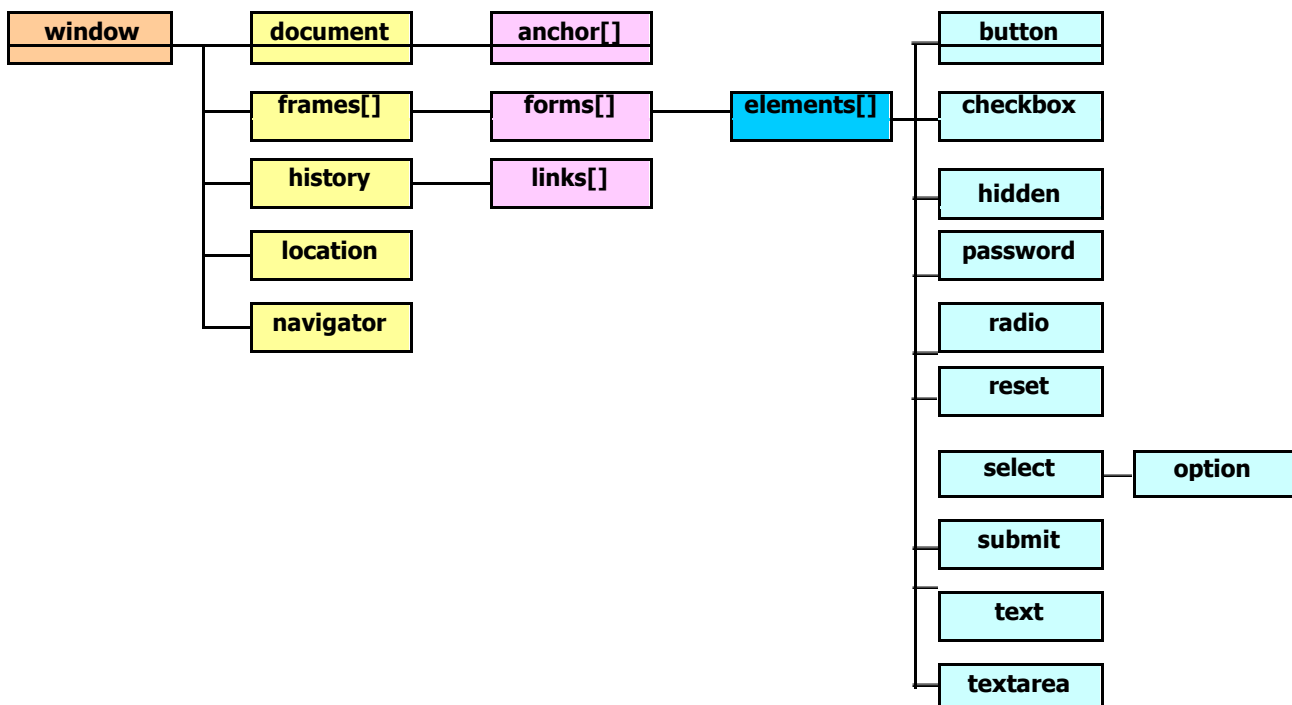 window
document
anchor[]
button
frames[]
forms[]
elements[]
checkbox
history
links[]
hidden
location
password
navigator
radio
reset
select
option
submit
text
textarea